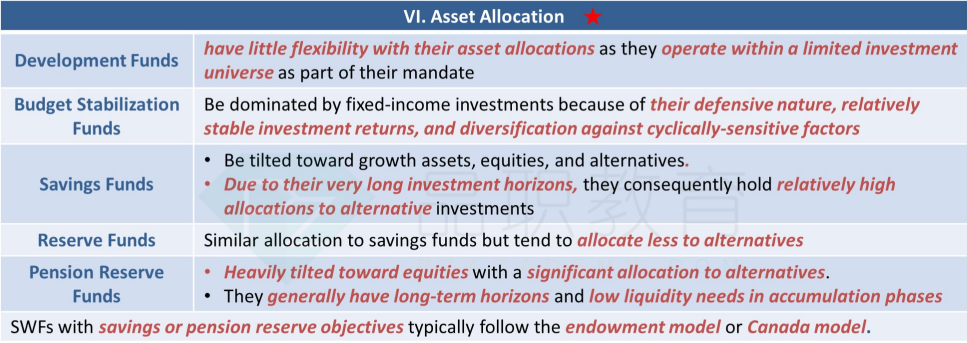 VI. Asset Allocation
Development Funds
have little flexibility with their asset allocations as they operate within a limited investment
universe as part of their mandate
Budget Stabilization
Funds
Be dominated by fixed-income investments because of their defensive nature, relatively
stable investment returns, and diversification against cyclically-sensitive factors
Savings Funds
• Be tilted toward growth assets, equities, and alternatives.
• Due to their very long investment horizons, they consequently hold relatively high
allocations to alternative investments
Reserve Funds
Similar allocation to savings funds but tend to allocate less to alternatives
Pension Reserve
Funds
• Heavily tilted toward equities with a significant allocation to alternatives.
• They generally have long-term horizons and low liquidity needs in accumulation phases
SWFs with savings or pension reserve objectives typically follow the endowment model or Canada model.
品职教育